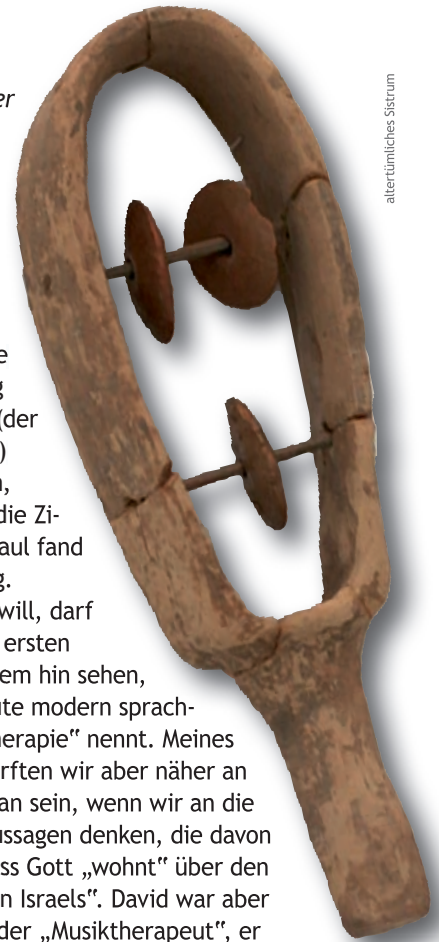 er
altertümliches Sistrum
e
g
(der
)
n,
die Zi-
aul fand
g.
will, darf
ersten
em hin sehen,
ute modern sprach-
herapie“ nennt. Meines
rften wir aber näher an
an sein, wenn wir an die
ussagen denken, die davon
ss Gott „wohnt“ über den
n Israels“. David war aber
der „Musiktherapeut“, er